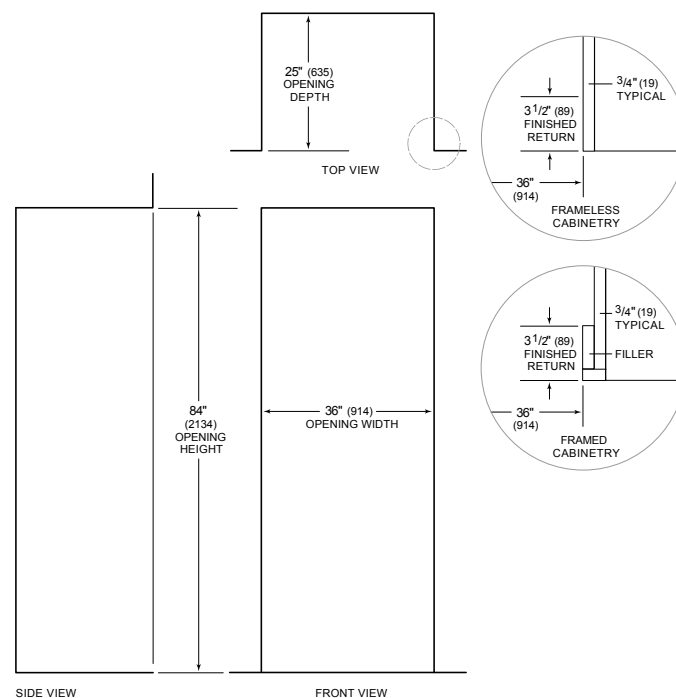 25" (635)
OPENING
DEPTH
TOP VIEW
3/4" (19)
TYPICAL
3 1/2" (89)
FINISHED
RETURN
36"
(914)
FRAMELESS
CABINETRY
3/4" (19)
TYPICAL
3 1/2" (89)
FINISHED
RETURN
FILLER
36"
(914)
FRAMED
CABINETRY
84"
(2134)
OPENING
HEIGHT
36" (914)
OPENING WIDTH
SIDE VIEW
FRONT VIEW